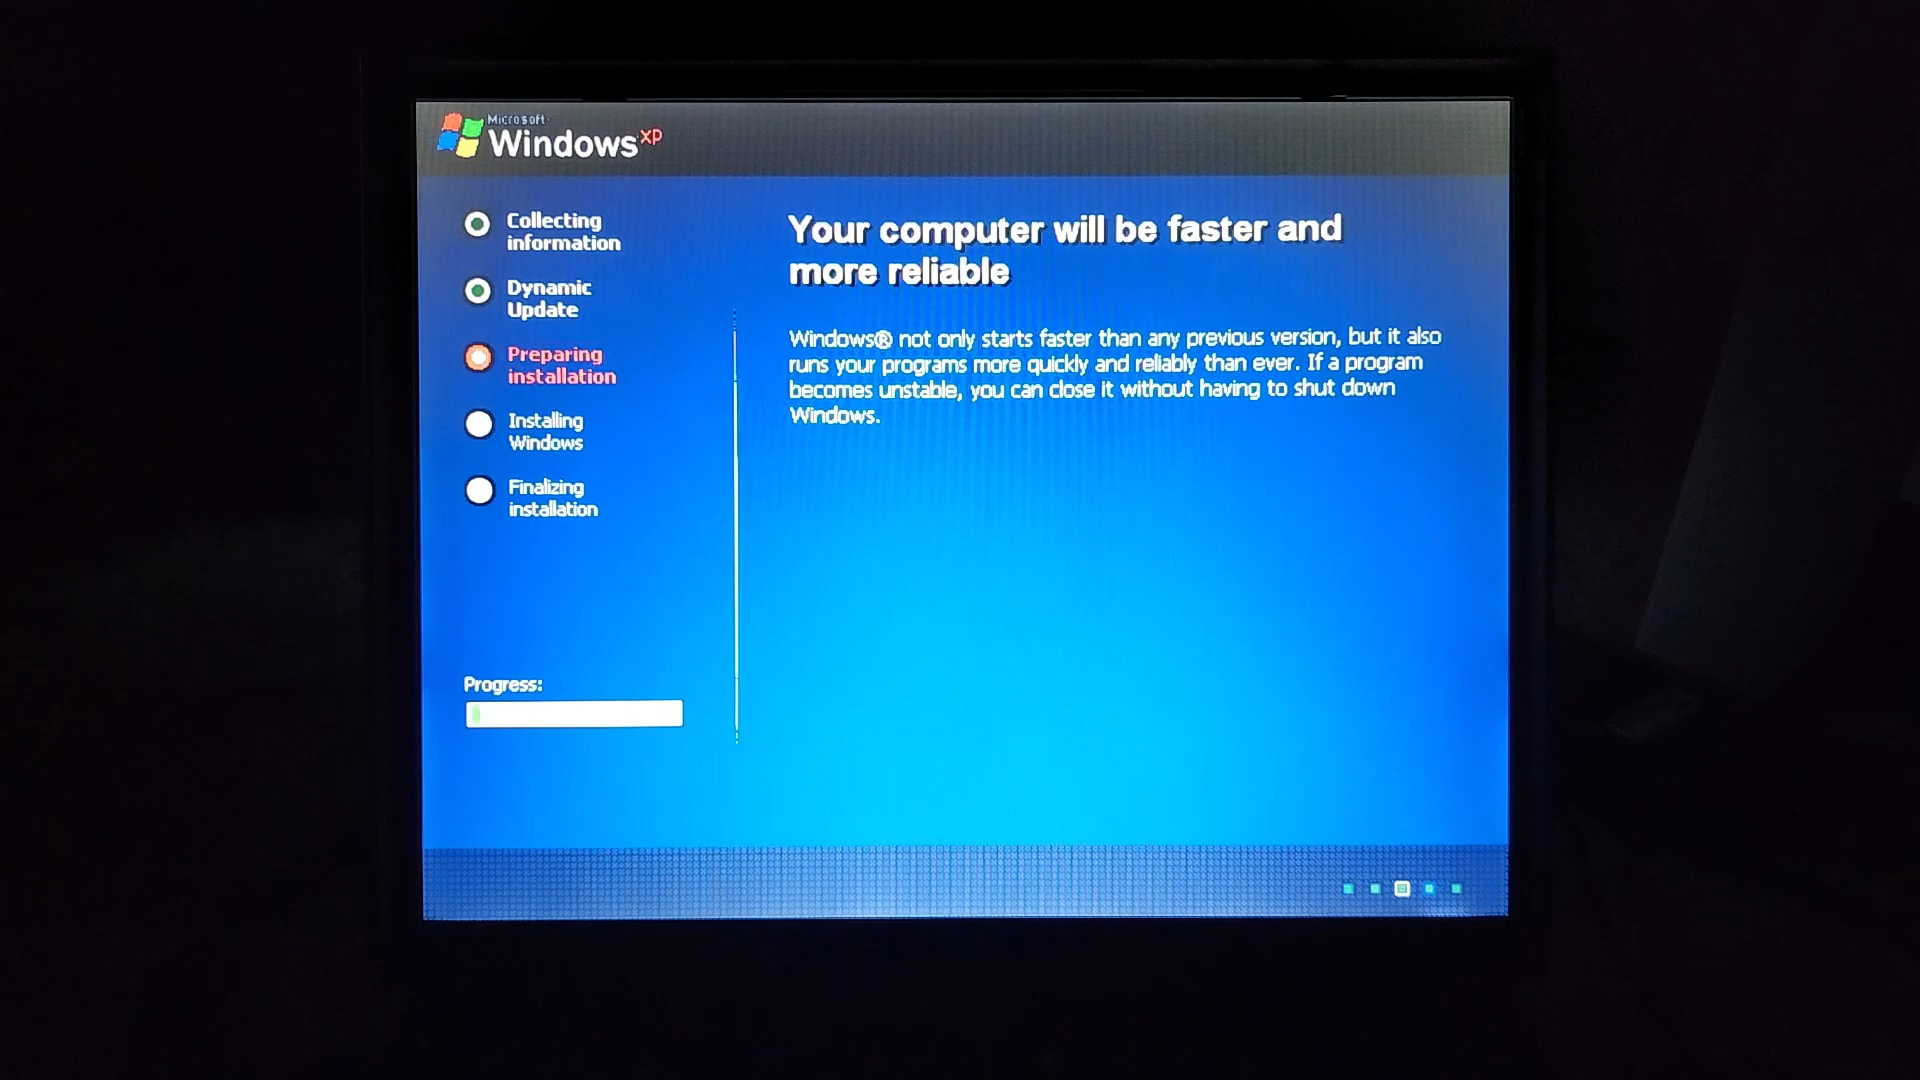 Microsoft
Windows xp
Collecting
information
Dynamic
Update
Preparing
installation
Installing
Windows
Finalizing
installation
Progress:
Your computer will be faster and
more reliable
Windows® not only starts faster than any previous version, but it also
runs your programs more quickly and reliably than ever. If a program
becomes unstable, you can close it without having to shut down
Windows.